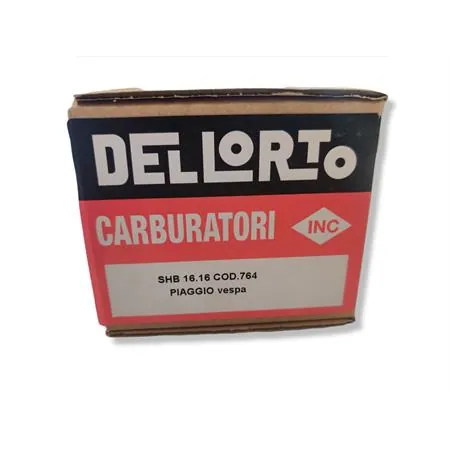 DELLORTO
CARBURATORI INC
SHB 16.16 COD.764
PIAGGIO vespa